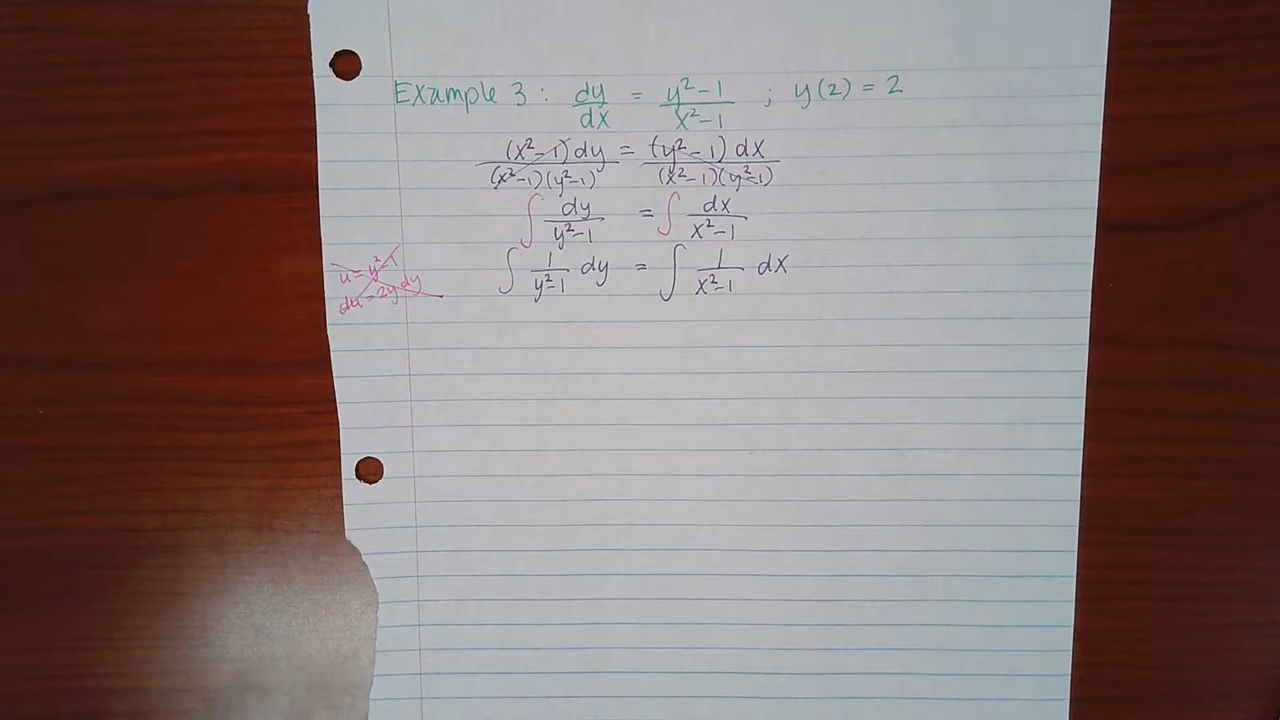 Example 3 : dy/dx = y²-1/x²-1 ; y(2) = 2
(x²-1)dy/(x²-1)(y²-1) = (y²-1)dx/(x²-1)(y²-1)
∫ dy/y²-1 = ∫ dx/x²-1
∫ 1/y²-1 dy = ∫ 1/x²-1 dx
u = y²-1
du = 2y dy